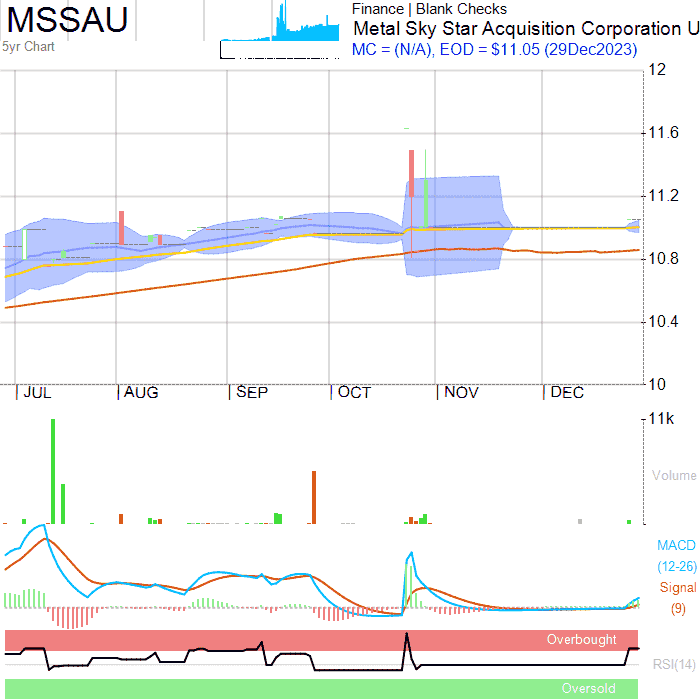 MSSAU
5yr Chart
Finance | Blank Checks
Metal Sky Star Acquisition Corporation U
MC = (N/A), EOD = $11.05 (29Dec2023)
12
11.6
11.2
10.8
10.4
10
JUL AUG SEP OCT NOV DEC
11k
Volume
MACD
(12-26)
Signal
(9)
Overbought
RSI(14)
Oversold